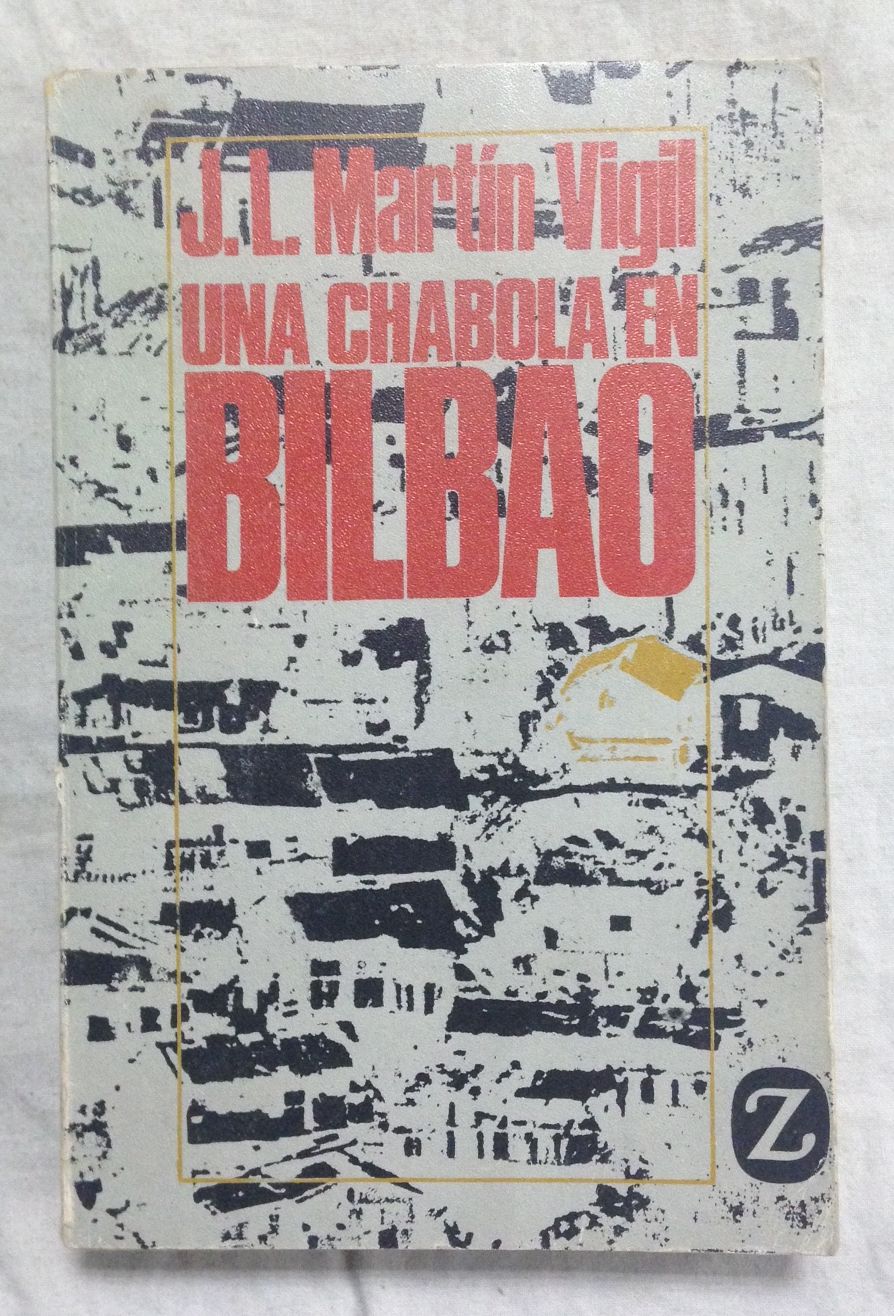 J.L. Martín Vigil
UNA CHABOLA EN
BILBAO
Z